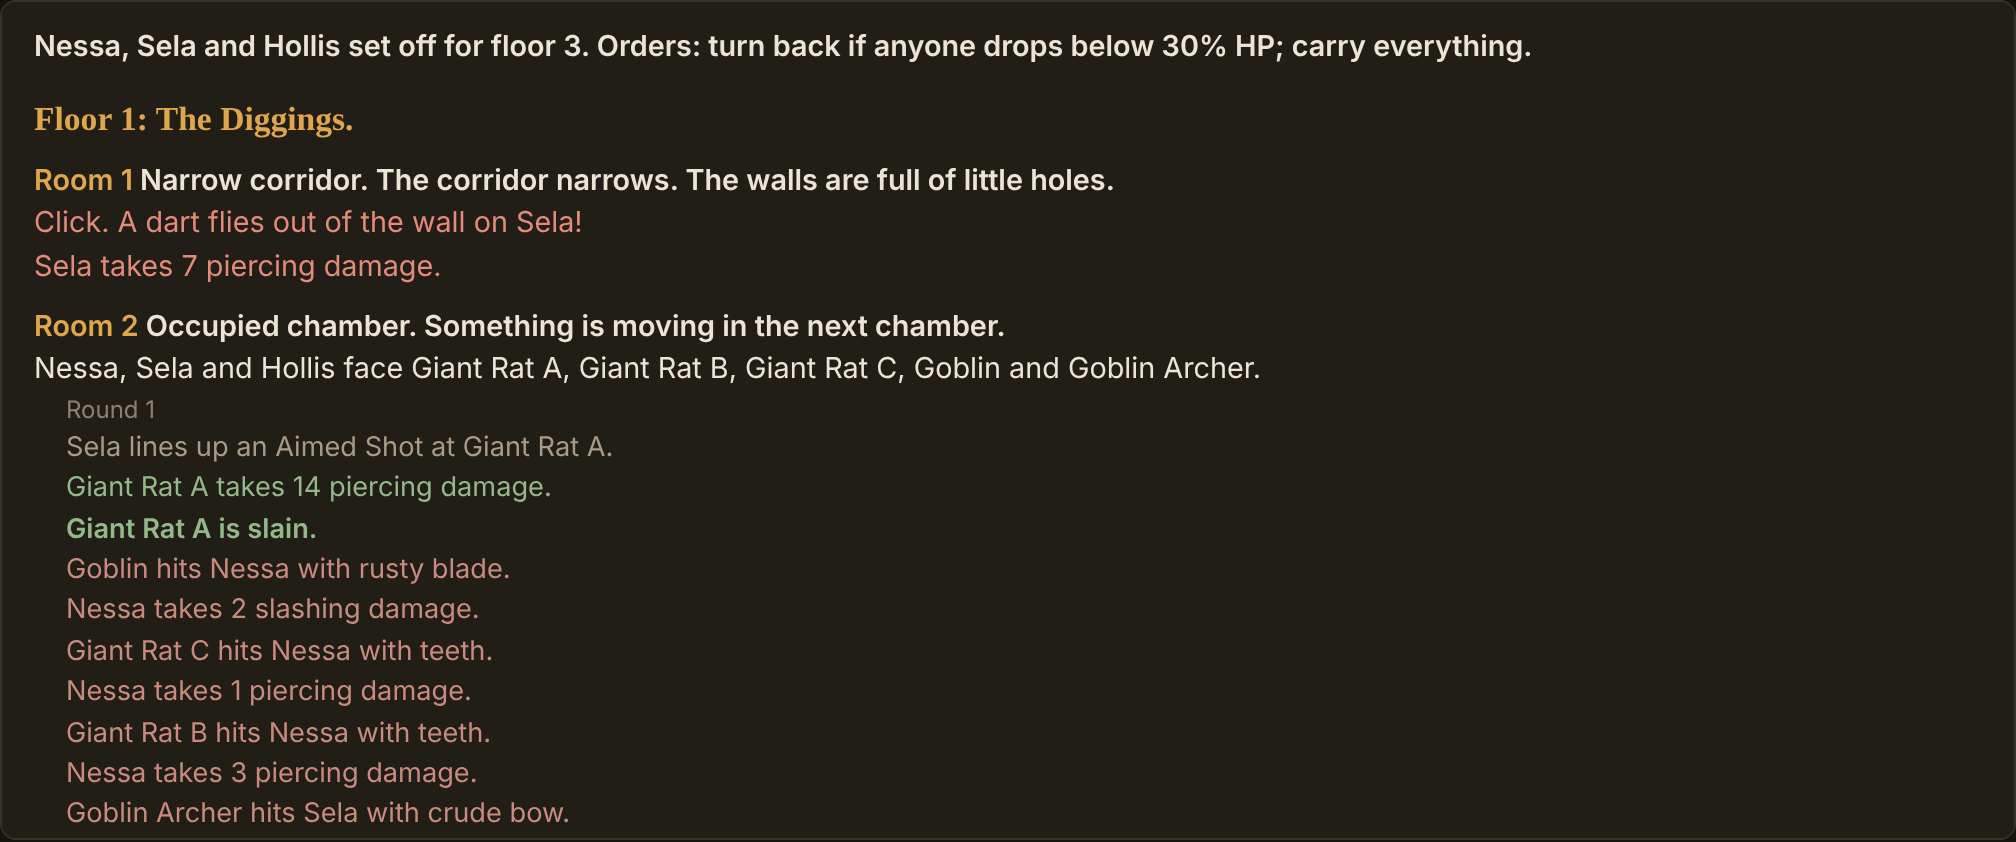 Nessa, Sela and Hollis set off for floor 3. Orders: turn back if anyone drops below 30% HP; carry everything.
Floor 1: The Diggings.
Room 1 Narrow corridor. The corridor narrows. The walls are full of little holes.
Click. A dart flies out of the wall on Sela!
Sela takes 7 piercing damage.
Room 2 Occupied chamber. Something is moving in the next chamber.
Nessa, Sela and Hollis face Giant Rat A, Giant Rat B, Giant Rat C, Goblin and Goblin Archer.
Round 1
Sela lines up an Aimed Shot at Giant Rat A.
Giant Rat A takes 14 piercing damage.
Giant Rat A is slain.
Goblin hits Nessa with rusty blade.
Nessa takes 2 slashing damage.
Giant Rat C hits Nessa with teeth.
Nessa takes 1 piercing damage.
Giant Rat B hits Nessa with teeth.
Nessa takes 3 piercing damage.
Goblin Archer hits Sela with crude bow.